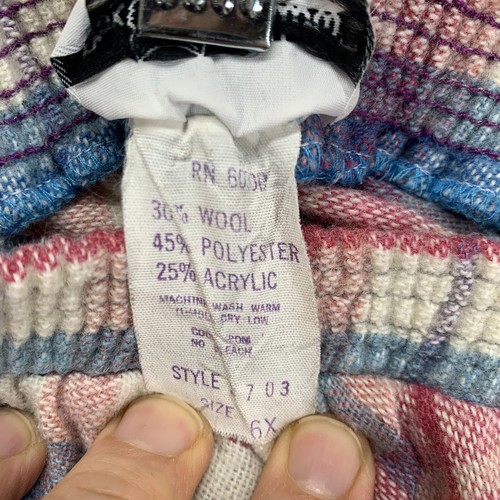 RN
30% WOOL
45% POLYESTER
25% ACRYLIC
MACHINE WASH WARM
TUMBLE DRY LOW
NO BLEACH
STYLE 703
SIZE
6X